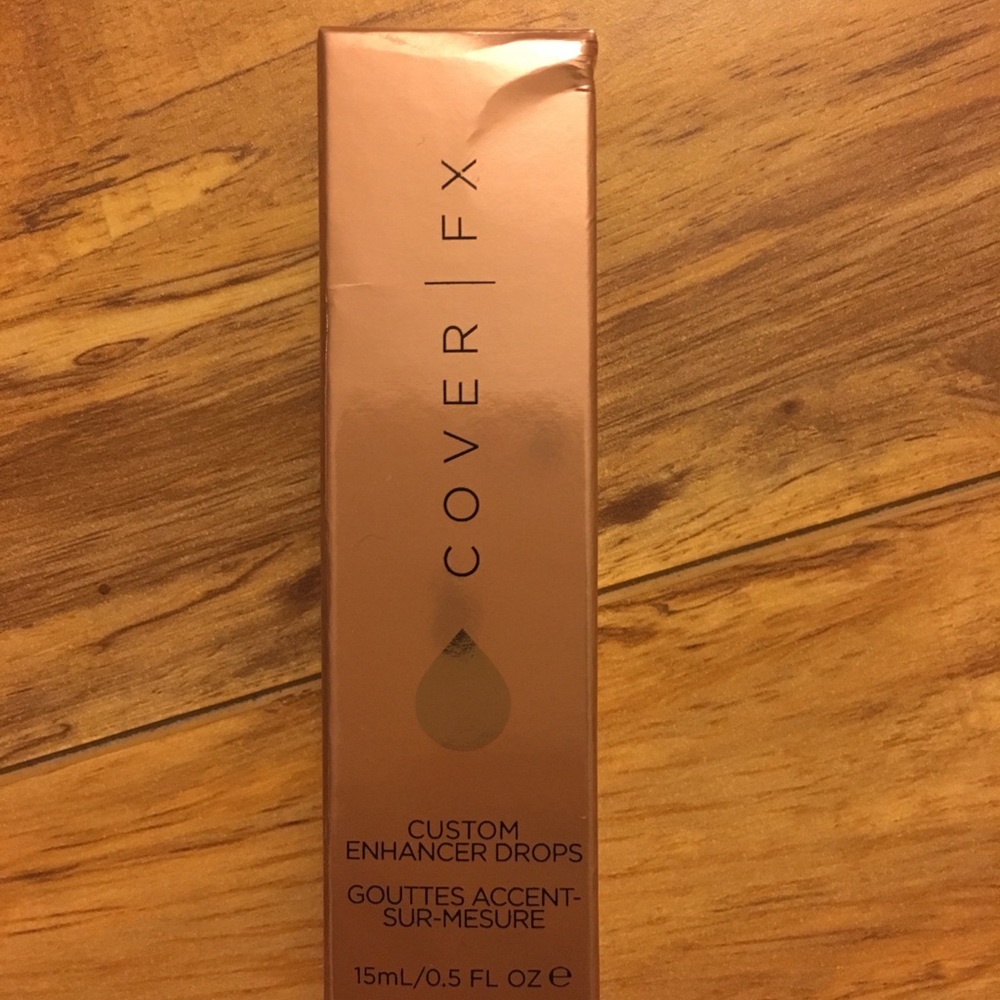 COVER | FX
CUSTOM
ENHANCER DROPS
GOUTTES ACCENT-
SUR-MESURE
15mL/0.5 FL OZ ℮